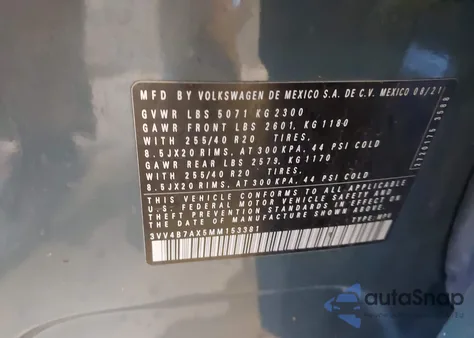 MFD BY VOLKSWAGEN DE MEXICO S.A. DE C.V. MEXICO 08/21
GVWR LBS 5071 KG 2300
GAWR FRONT LBS 2601, KG 1180
WITH 255/40 R20 TIRES.
8.5JX20 RIMS, AT 300 KPA, 44 PSI COLD
GAWR REAR LBS 2579, KG 1170
WITH 255/40 R20 TIRES.
8.5JX20 RIMS, AT 300 KPA, 44 PSI COLD
THIS VEHICLE CONFORMS TO ALL APPLICABLE
U.S. FEDERAL MOTOR VEHICLE SAFETY AND
THEFT PREVENTION STANDARDS IN EFFECT ON
DATE OF MANUFACTURE SHOWN ABOVE.
3VV4B7AX5MM153381 TYPE: MPV
autoSnap